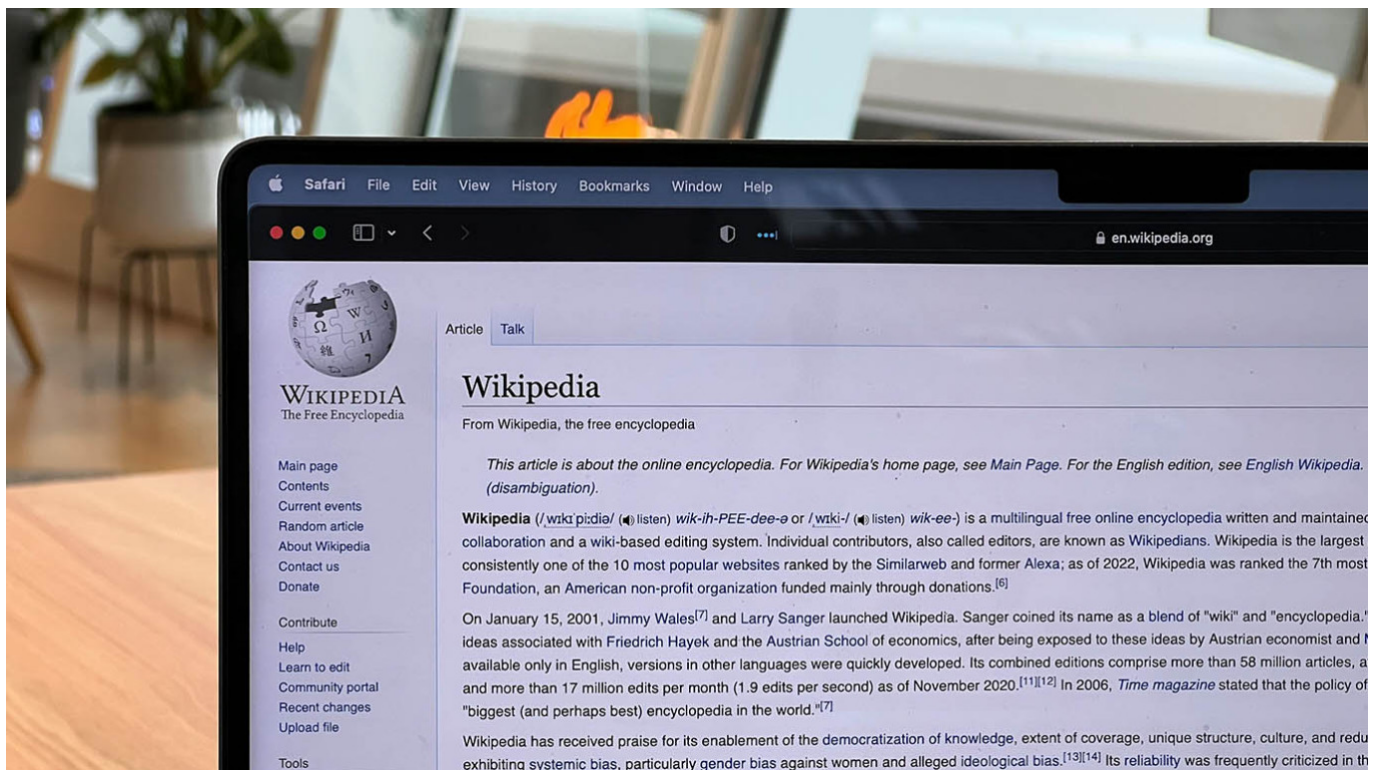 Safari File Edit View History Bookmarks Window Help
en.wikipedia.org
Ω W И 維 7
WIKIPEDIA
The Free Encyclopedia
Main page
Contents
Current events
Random article
About Wikipedia
Contact us
Donate
Contribute
Help
Learn to edit
Community portal
Recent changes
Upload file
Tools
Article Talk
Wikipedia
From Wikipedia, the free encyclopedia
This article is about the online encyclopedia. For Wikipedia's home page, see Main Page. For the English edition, see English Wikipedia.
(disambiguation).
Wikipedia (/ˌwɪkɪˈpiːdiə/ (listen) wik-ih-PEE-dee-ə or /ˌwɪki-/ (listen) wik-ee-) is a multilingual free online encyclopedia written and maintained
collaboration and a wiki-based editing system. Individual contributors, also called editors, are known as Wikipedians. Wikipedia is the largest
consistently one of the 10 most popular websites ranked by the Similarweb and former Alexa; as of 2022, Wikipedia was ranked the 7th most
Foundation, an American non-profit organization funded mainly through donations.[6]
On January 15, 2001, Jimmy Wales[7] and Larry Sanger launched Wikipedia. Sanger coined its name as a blend of "wiki" and "encyclopedia."
ideas associated with Friedrich Hayek and the Austrian School of economics, after being exposed to these ideas by Austrian economist and
available only in English, versions in other languages were quickly developed. Its combined editions comprise more than 58 million articles,
and more than 17 million edits per month (1.9 edits per second) as of November 2020.[11][12] In 2006, Time magazine stated that the policy of
"biggest (and perhaps best) encyclopedia in the world."[7]
Wikipedia has received praise for its enablement of the democratization of knowledge, extent of coverage, unique structure, culture, and
exhibiting systemic bias, particularly gender bias against women and alleged ideological bias.[13][14] Its reliability was frequently criticized in